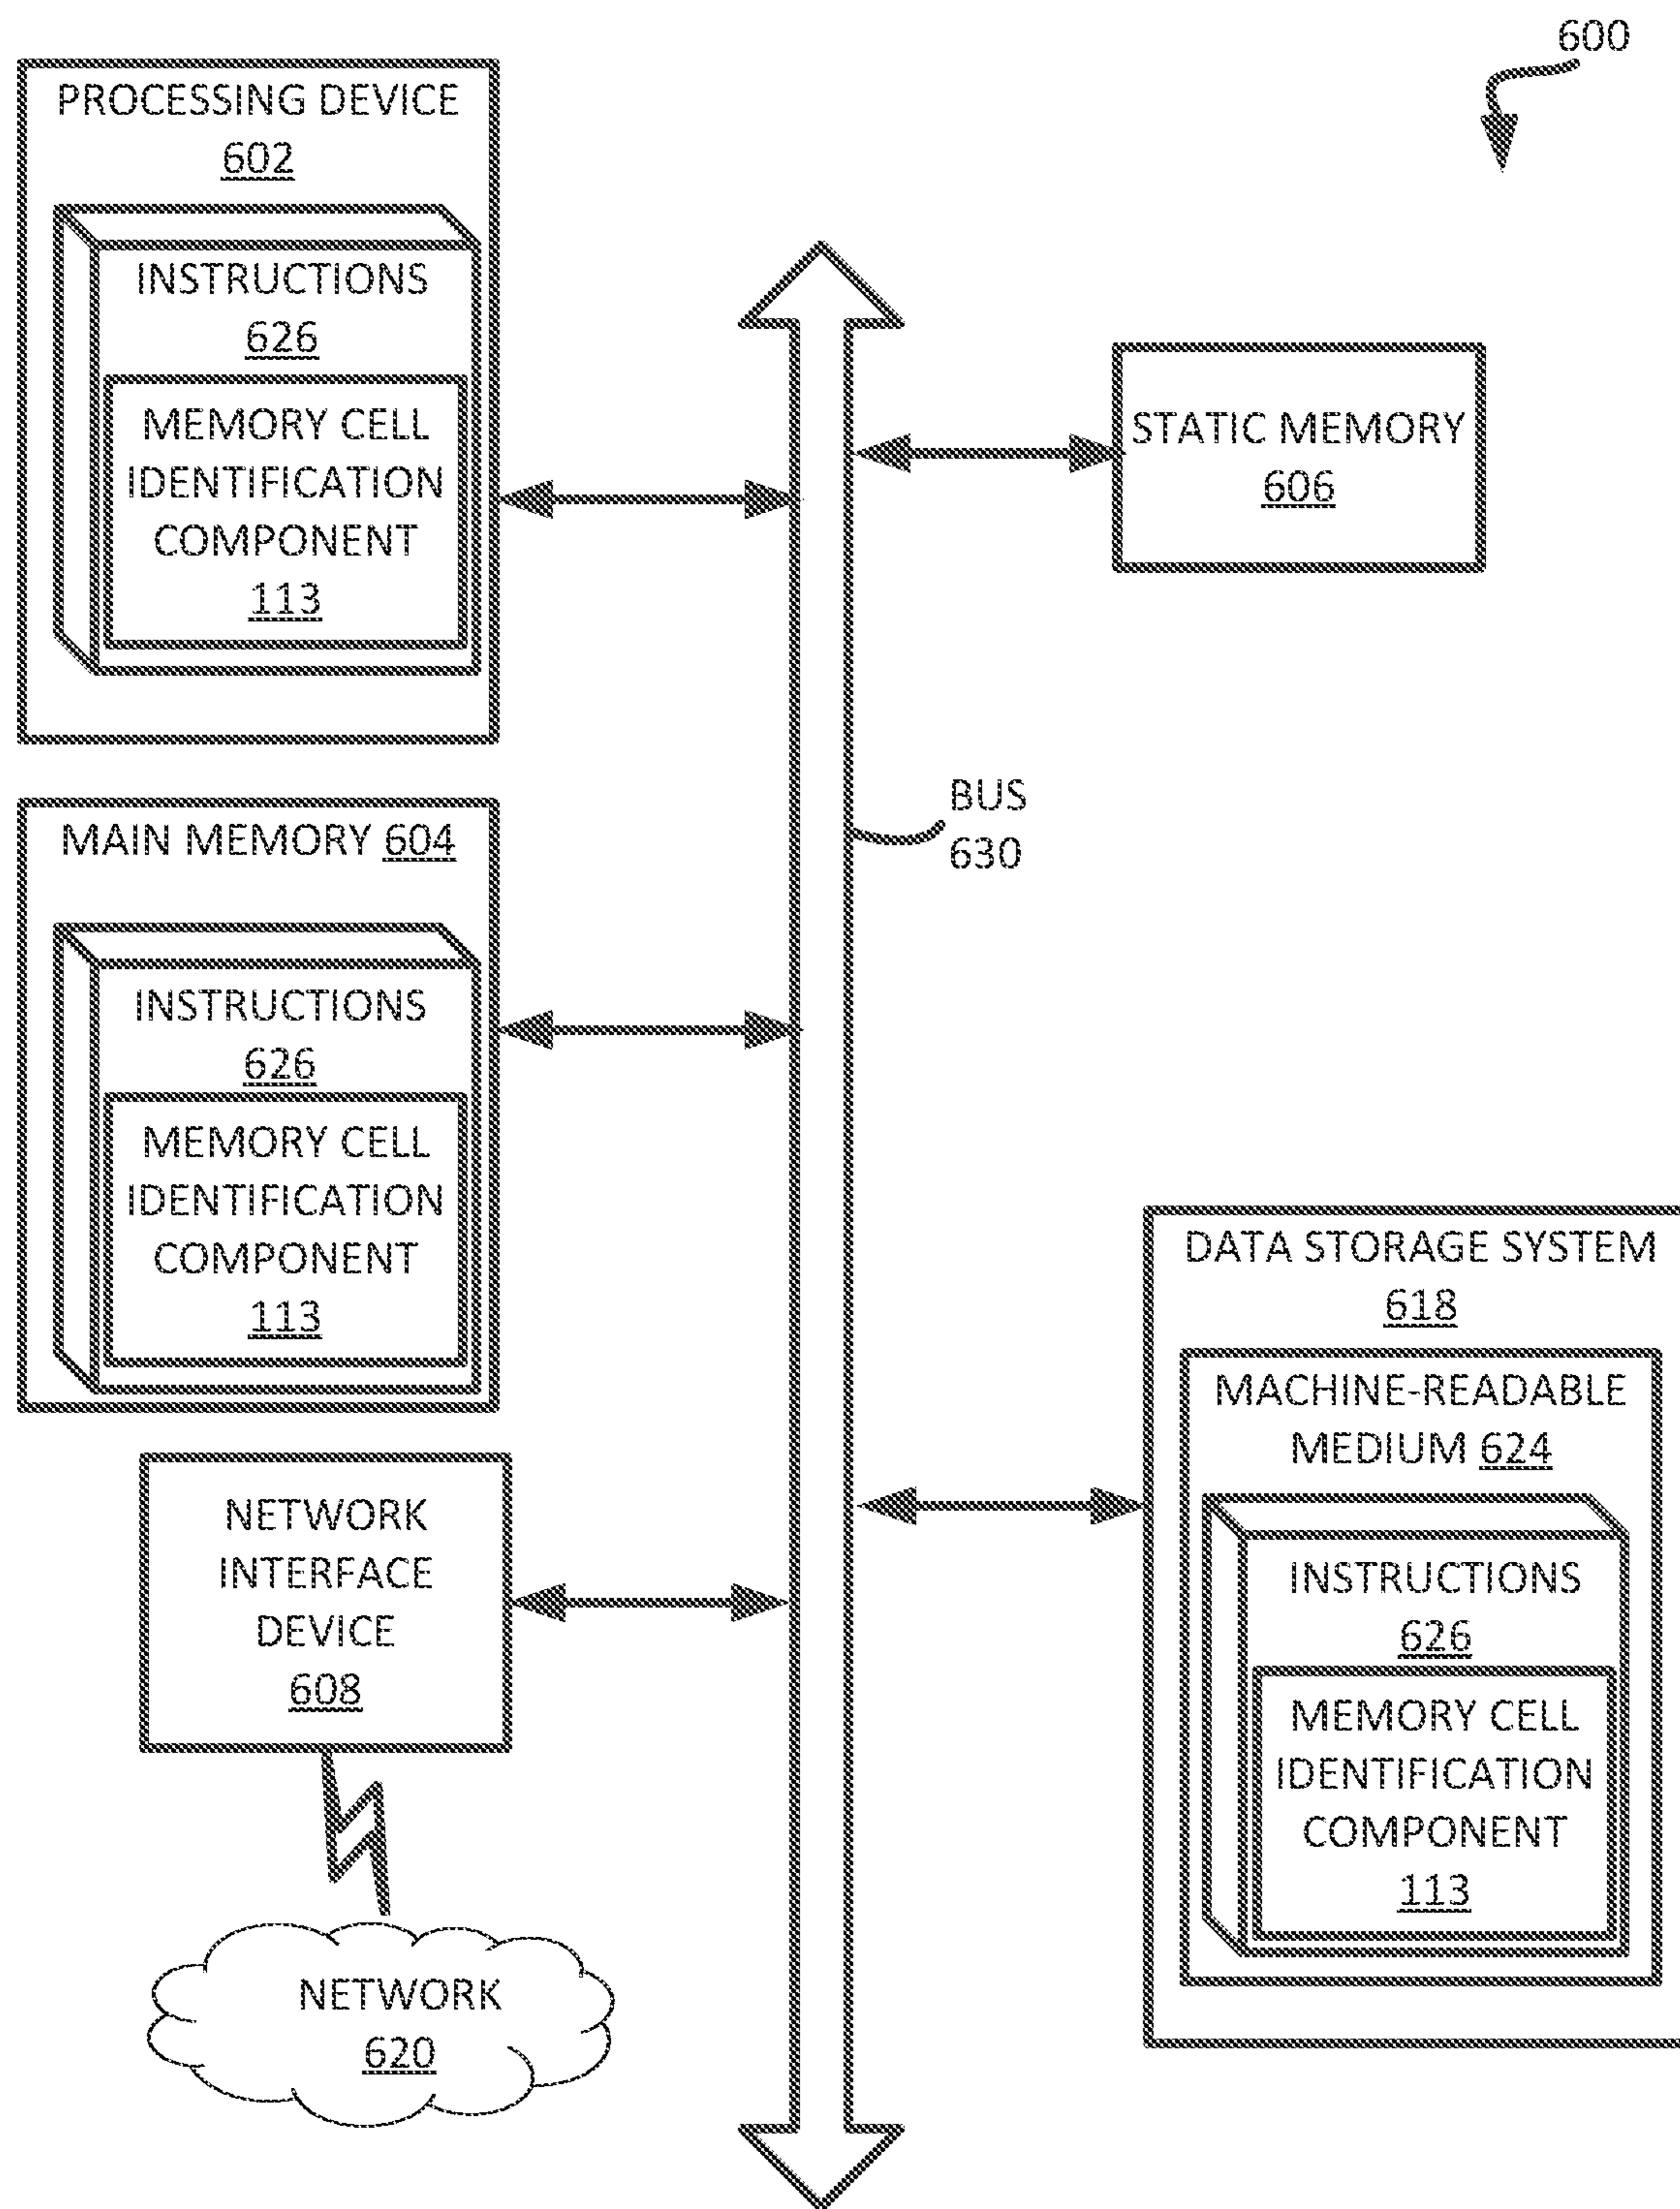 600
PROCESSING DEVICE
602
INSTRUCTIONS
626
MEMORY CELL
IDENTIFICATION
COMPONENT
113
STATIC MEMORY
606
BUS
630
MAIN MEMORY 604
INSTRUCTIONS
626
MEMORY CELL
IDENTIFICATION
COMPONENT
113
DATA STORAGE SYSTEM
618
MACHINE-READABLE
MEDIUM 624
INSTRUCTIONS
626
MEMORY CELL
IDENTIFICATION
COMPONENT
113
NETWORK
INTERFACE
DEVICE
608
NETWORK
620